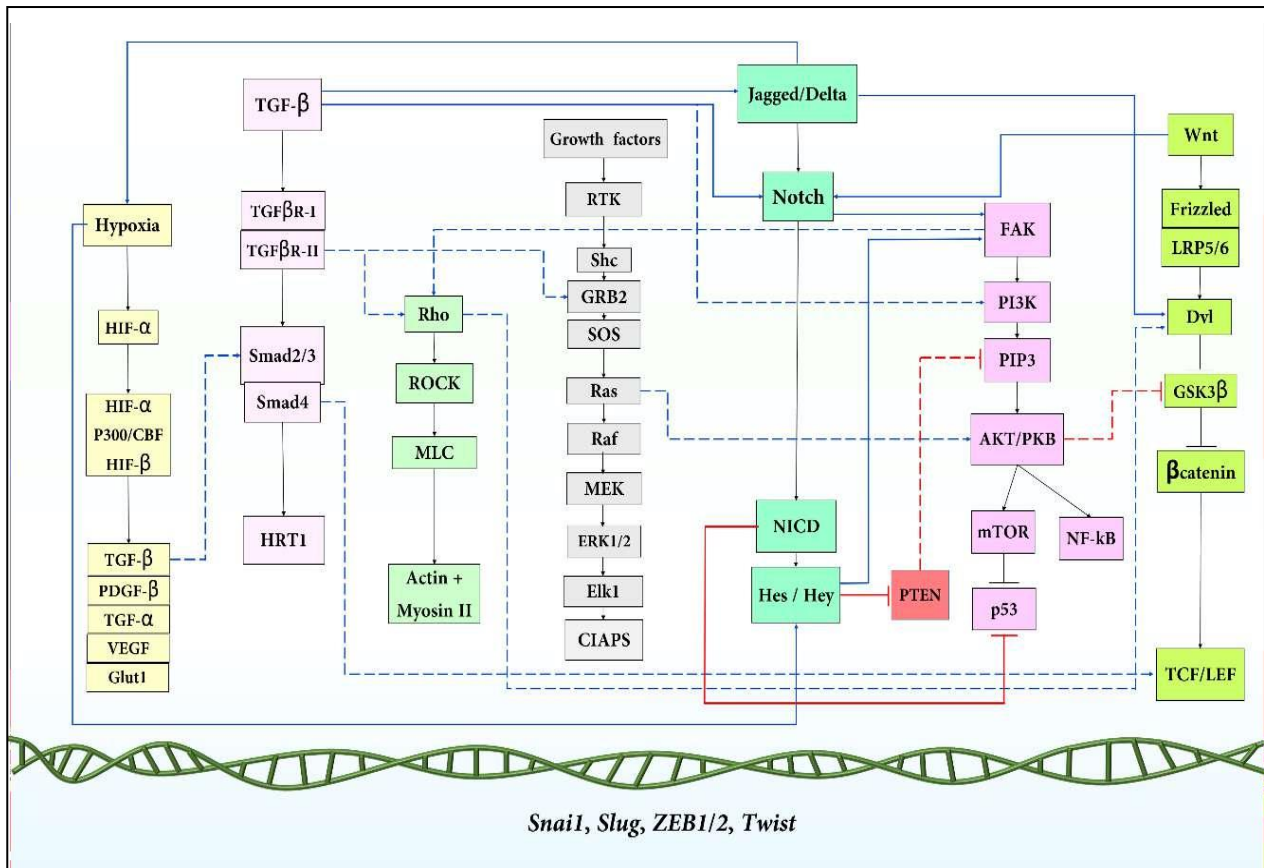 Hypoxia
HIF-α
HIF-α
P300/CBF
HIF-β
TGF-β
PDGF-β
TGF-α
VEGF
Glut1
TGF-β
TGFβR-I
TGFβR-II
Smad2/3
Smad4
HRT1
Rho
ROCK
MLC
Actin +
Myosin II
Growth factors
RTK
Shc
GRB2
SOS
Ras
Raf
MEK
ERK1/2
Elk1
CIAPS
Jagged/Delta
Notch
NICD
Hes / Hey
PTEN
FAK
PI3K
PIP3
AKT/PKB
mTOR
NF-kB
p53
Wnt
Frizzled
LRP5/6
Dvl
GSK3β
βcatenin
TCF/LEF
Snai1, Slug, ZEB1/2, Twist